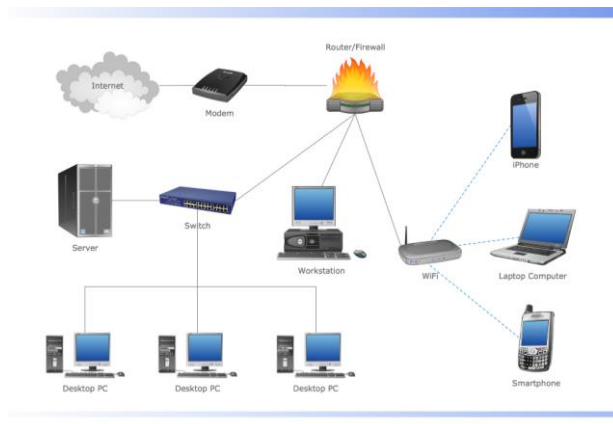 Router/Firewall
Internet
Modem
iPhone
Server
Switch
Workstation
WiFi
Laptop Computer
Desktop PC
Desktop PC
Desktop PC
Smartphone